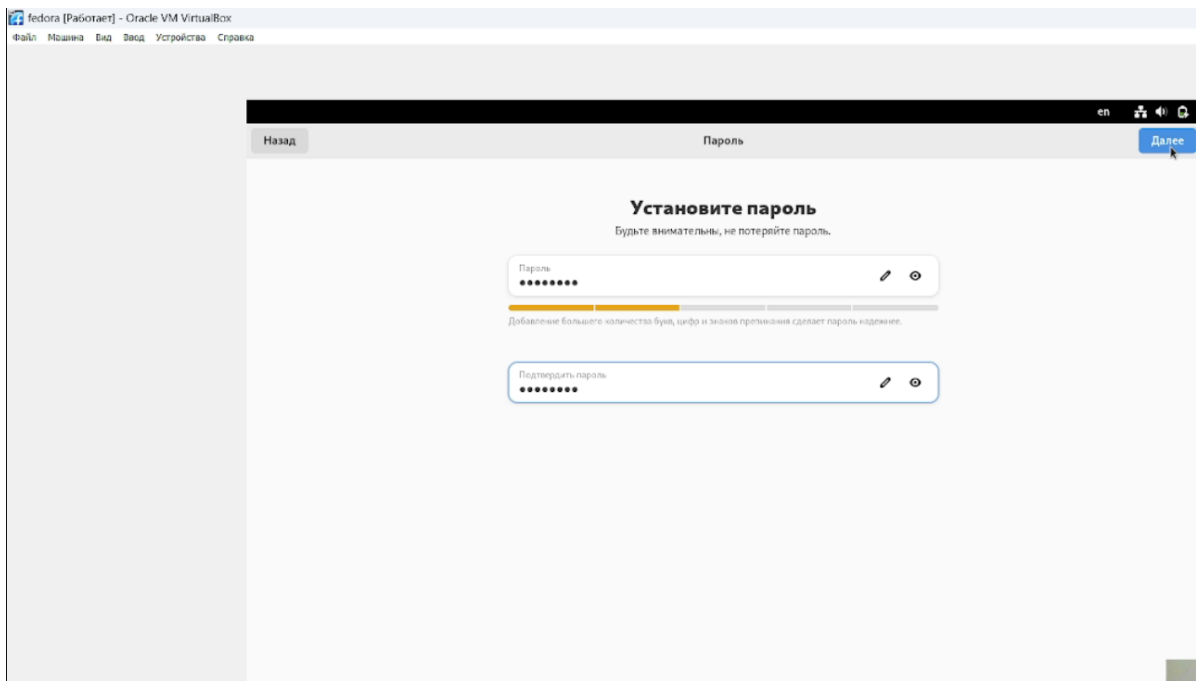 fedora [Работает] - Oracle VM VirtualBox
Файл Машина Вид Ввод Устройства Справка
en
Назад Пароль Далее
Установите пароль
Будьте внимательны, не потеряйте пароль.
Пароль
••••••••
Добавление большего количества букв, цифр и знаков препинания сделает пароль надежнее.
Подтвердить пароль
••••••••